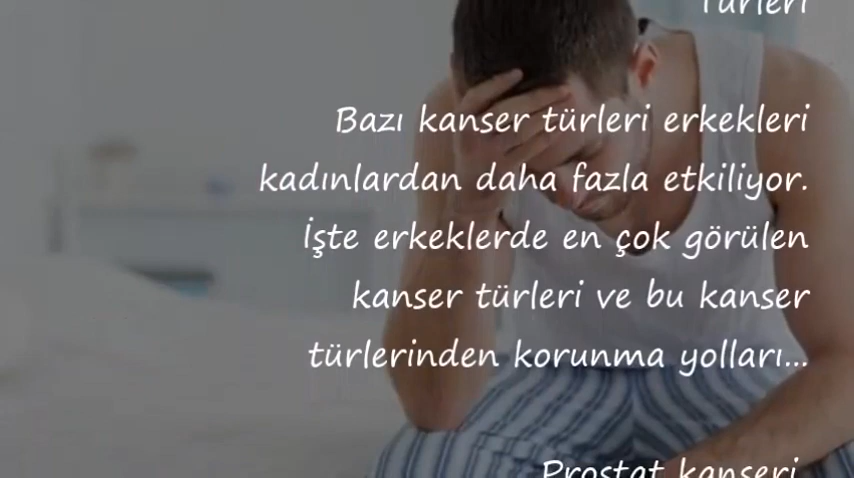 Türleri
Bazı kanser türleri erkekleri
kadınlardan daha fazla etkiliyor.
İşte erkeklerde en çok görülen
kanser türleri ve bu kanser
türlerinden korunma yolları...
Prostat kanseri